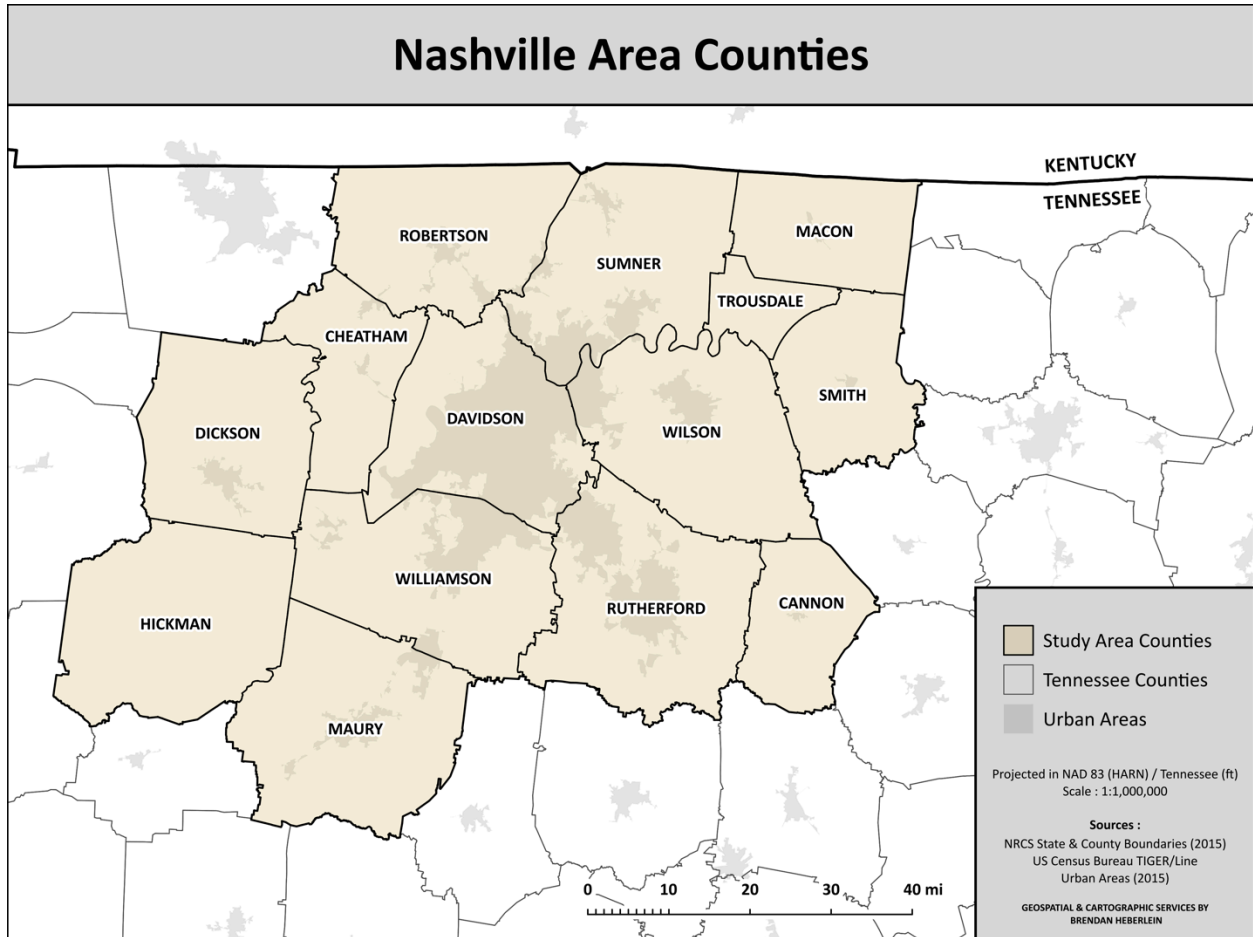 Nashville Area Counties
KENTUCKY
TENNESSEE
ROBERTSON
MACON
SUMNER
TROUSDALE
CHEATHAM
SMITH
DAVIDSON
DICKSON
WILSON
WILLIAMSON
CANNON
RUTHERFORD
HICKMAN
MAURY
Study Area Counties
Tennessee Counties
Urban Areas
Projected in NAD 83 (HARN) / Tennessee (ft)
Scale : 1:1,000,000
Sources :
NRCS State & County Boundaries (2015)
US Census Bureau TIGER/Line
Urban Areas (2015)
GEOSPATIAL & CARTOGRAPHIC SERVICES BY
BRENDAN HEBERLEIN
0 10 20 30 40 mi